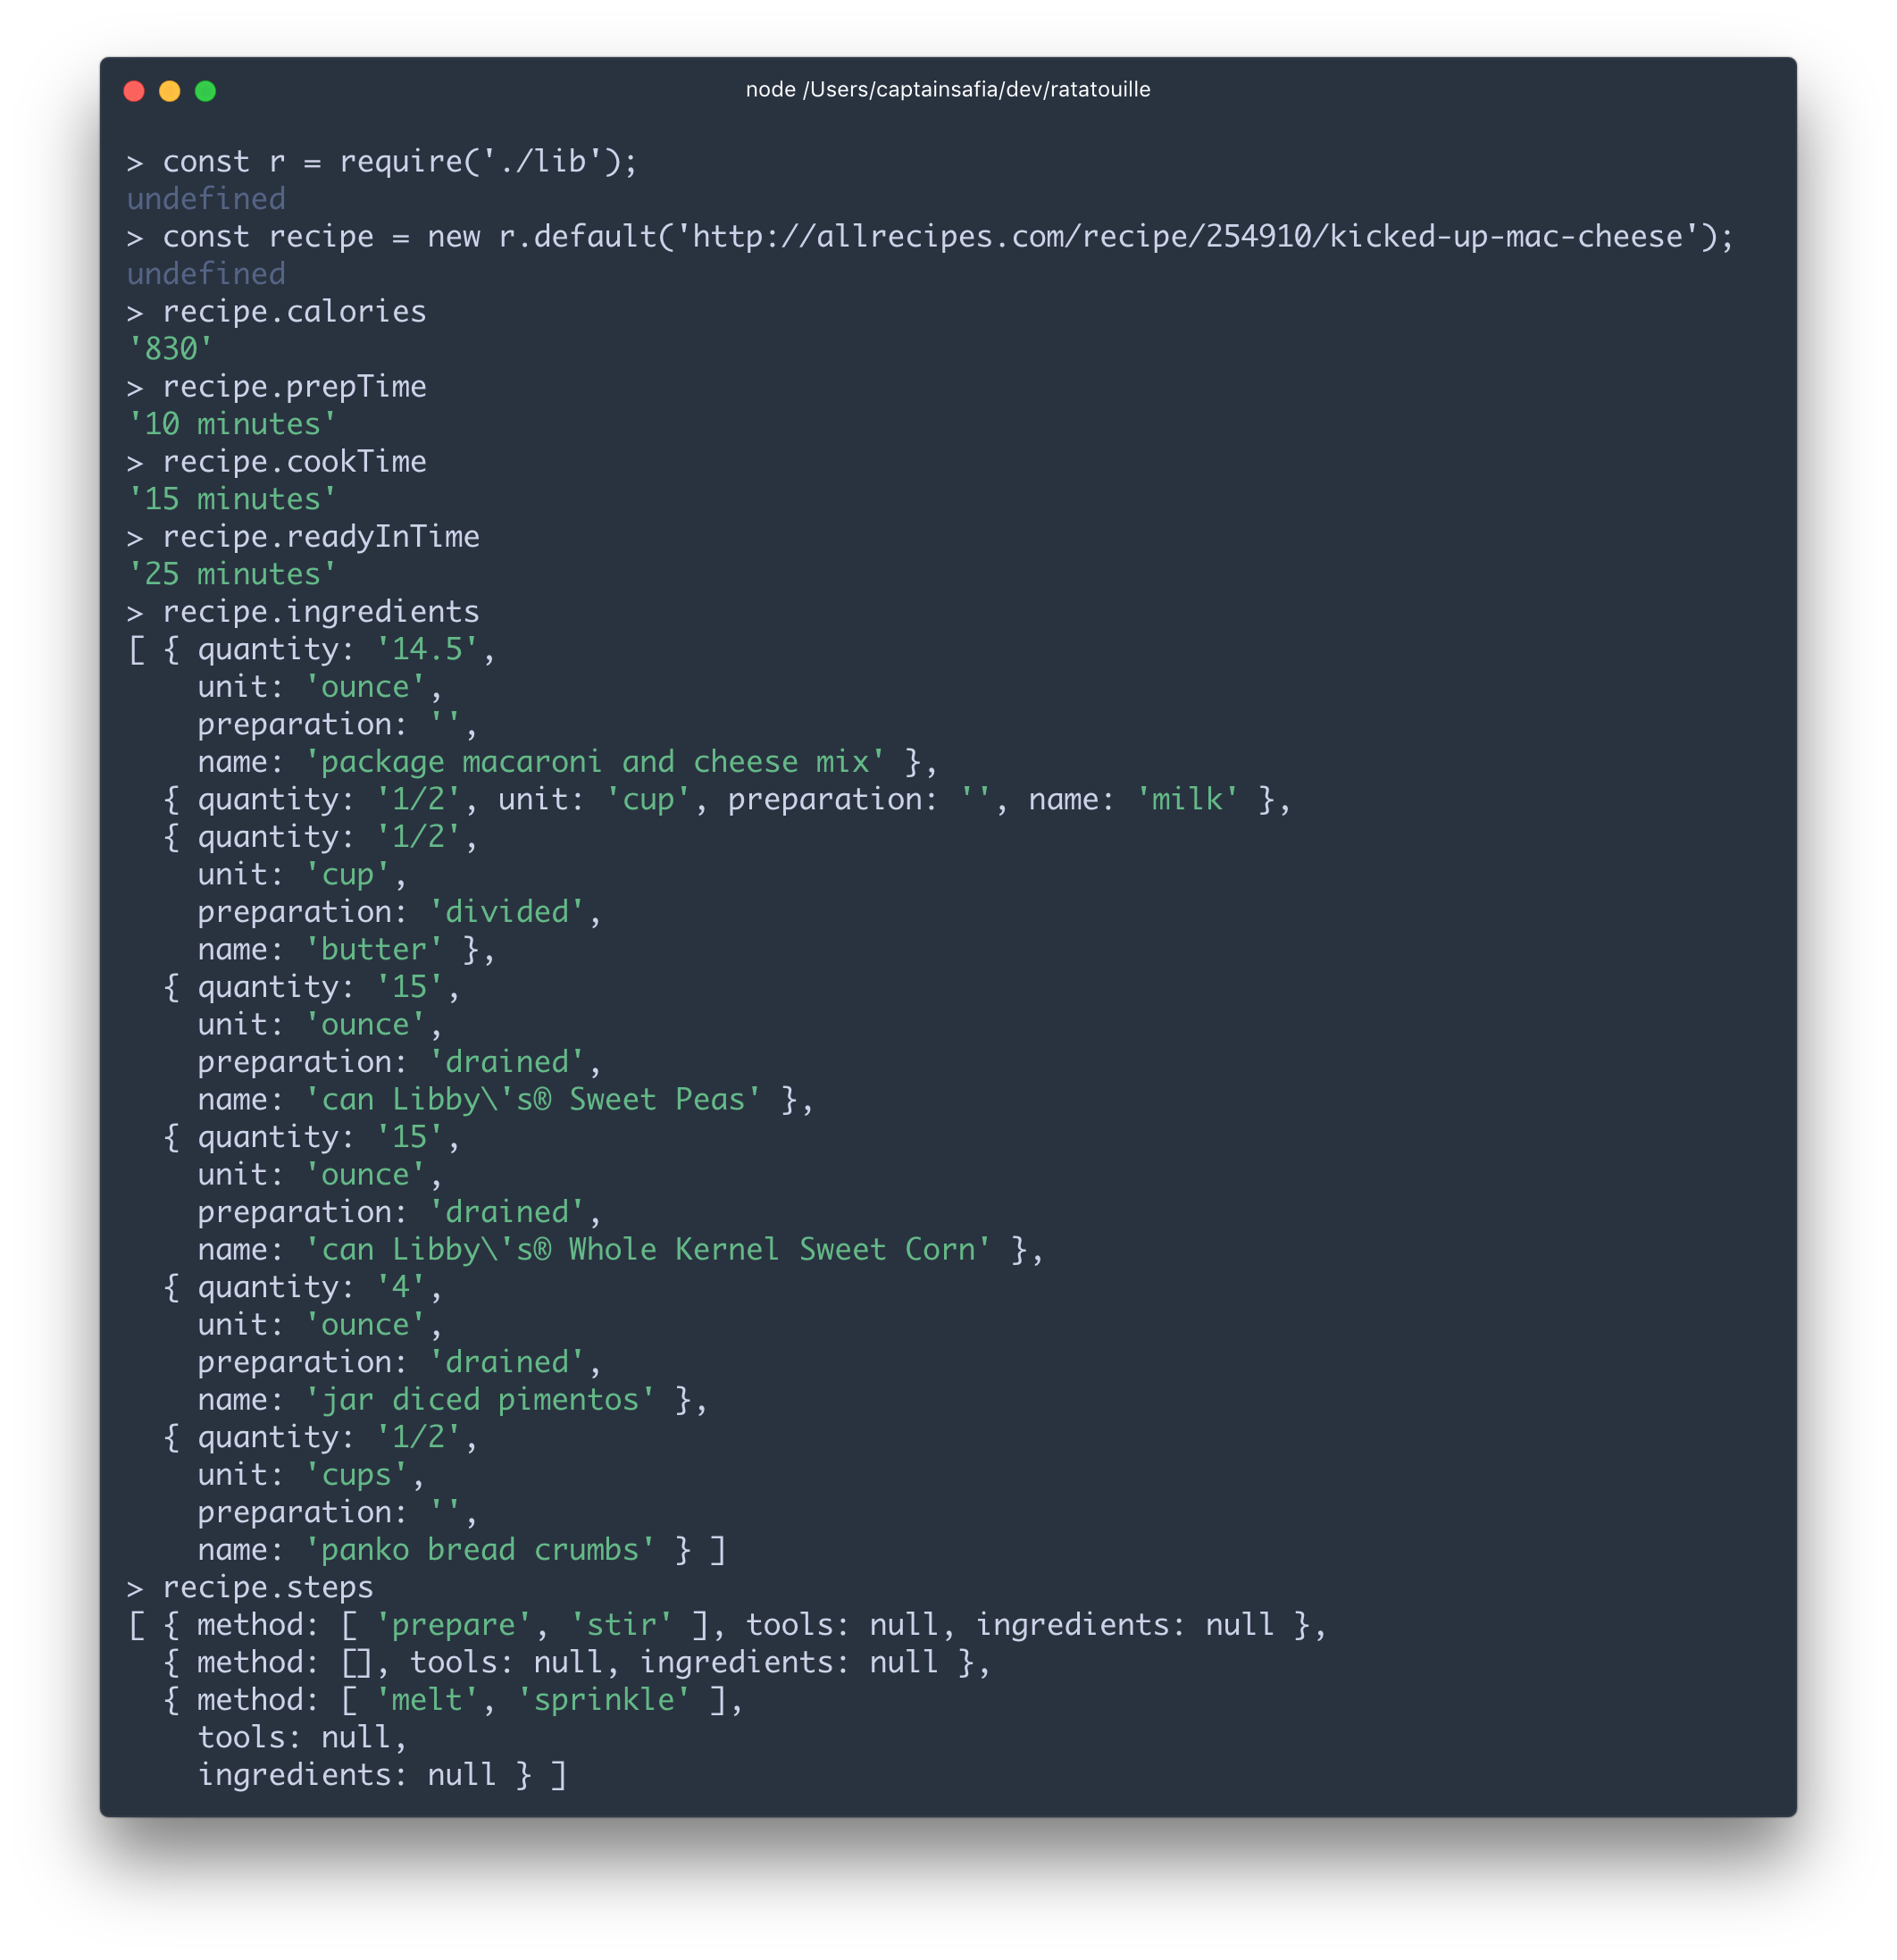 node /Users/captainsafia/dev/ratatouille
> const r = require('./lib');
undefined
> const recipe = new r.default('http://allrecipes.com/recipe/254910/kicked-up-mac-cheese');
undefined
> recipe.calories
'830'
> recipe.prepTime
'10 minutes'
> recipe.cookTime
'15 minutes'
> recipe.readyInTime
'25 minutes'
> recipe.ingredients
[ { quantity: '14.5',
    unit: 'ounce',
    preparation: '',
    name: 'package macaroni and cheese mix' },
  { quantity: '1/2', unit: 'cup', preparation: '', name: 'milk' },
  { quantity: '1/2',
    unit: 'cup',
    preparation: 'divided',
    name: 'butter' },
  { quantity: '15',
    unit: 'ounce',
    preparation: 'drained',
    name: 'can Libby\'s® Sweet Peas' },
  { quantity: '15',
    unit: 'ounce',
    preparation: 'drained',
    name: 'can Libby\'s® Whole Kernel Sweet Corn' },
  { quantity: '4',
    unit: 'ounce',
    preparation: 'drained',
    name: 'jar diced pimentos' },
  { quantity: '1/2',
    unit: 'cups',
    preparation: '',
    name: 'panko bread crumbs' } ]
> recipe.steps
[ { method: [ 'prepare', 'stir' ], tools: null, ingredients: null },
  { method: [], tools: null, ingredients: null },
  { method: [ 'melt', 'sprinkle' ],
    tools: null,
    ingredients: null } ]